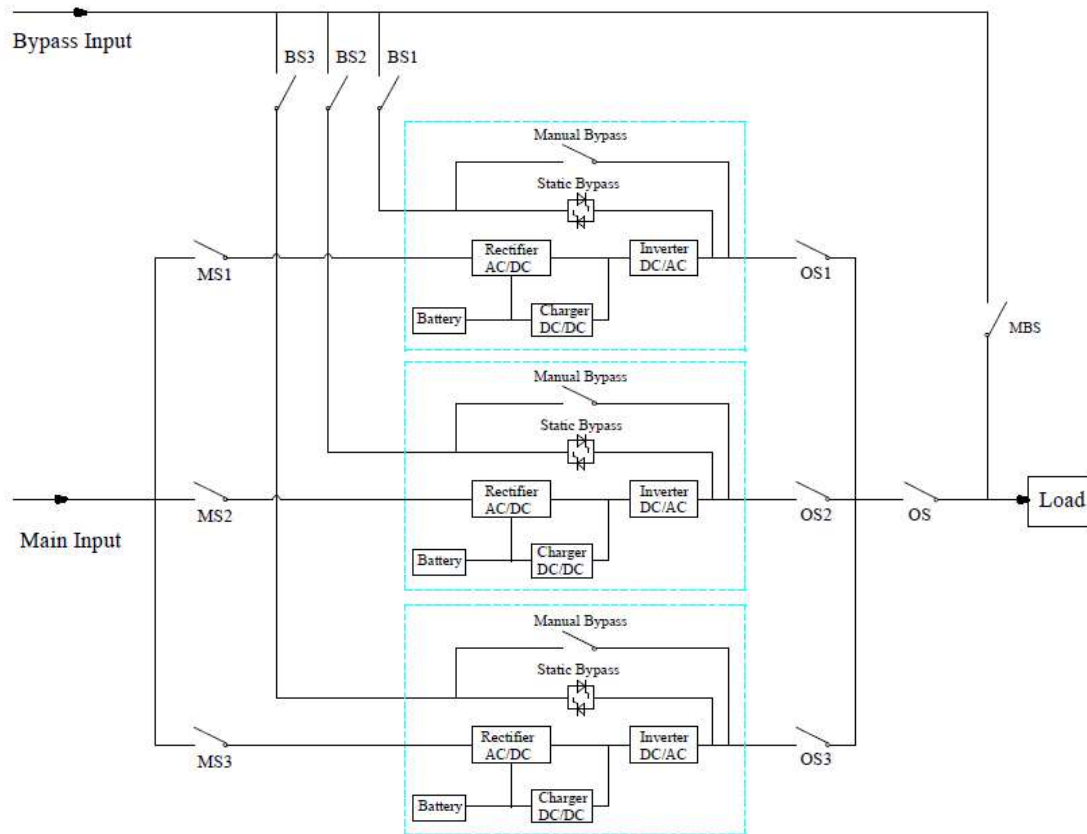 Bypass Input
BS3
BS2
BS1
Manual Bypass
Static Bypass
Rectifier
AC/DC
Inverter
DC/AC
MS1
OS1
Battery
Charger
DC/DC
MBS
Manual Bypass
Static Bypass
Rectifier
AC/DC
Inverter
DC/AC
MS2
OS2
OS
Load
Main Input
Battery
Charger
DC/DC
Manual Bypass
Static Bypass
Rectifier
AC/DC
Inverter
DC/AC
MS3
OS3
Battery
Charger
DC/DC